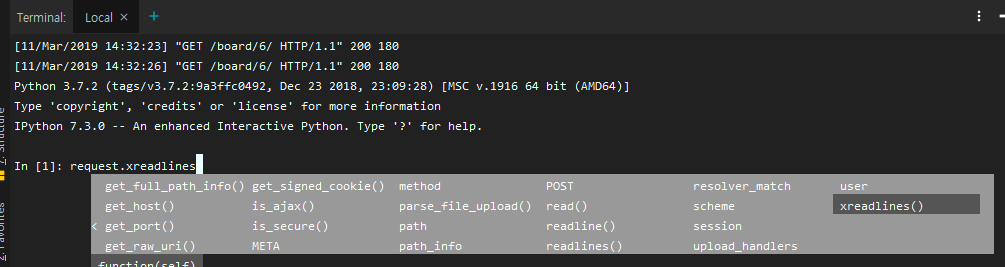 Terminal: Local × +
[11/Mar/2019 14:32:23] "GET /board/6/ HTTP/1.1" 200 180
[11/Mar/2019 14:32:26] "GET /board/6/ HTTP/1.1" 200 180
Python 3.7.2 (tags/v3.7.2:9a3ffc0492, Dec 23 2018, 23:09:28) [MSC v.1916 64 bit (AMD64)]
Type 'copyright', 'credits' or 'license' for more information
IPython 7.3.0 -- An enhanced Interactive Python. Type '?' for help.
In [1]: request.xreadlines
get_full_path_info() get_signed_cookie() method POST resolver_match user
get_host() is_ajax() parse_file_upload() read() scheme xreadlines()
< get_port() is_secure() path readline() session
get_raw_uri() META path_info readlines() upload_handlers
function(self)
Z: Structure
2: Favorites